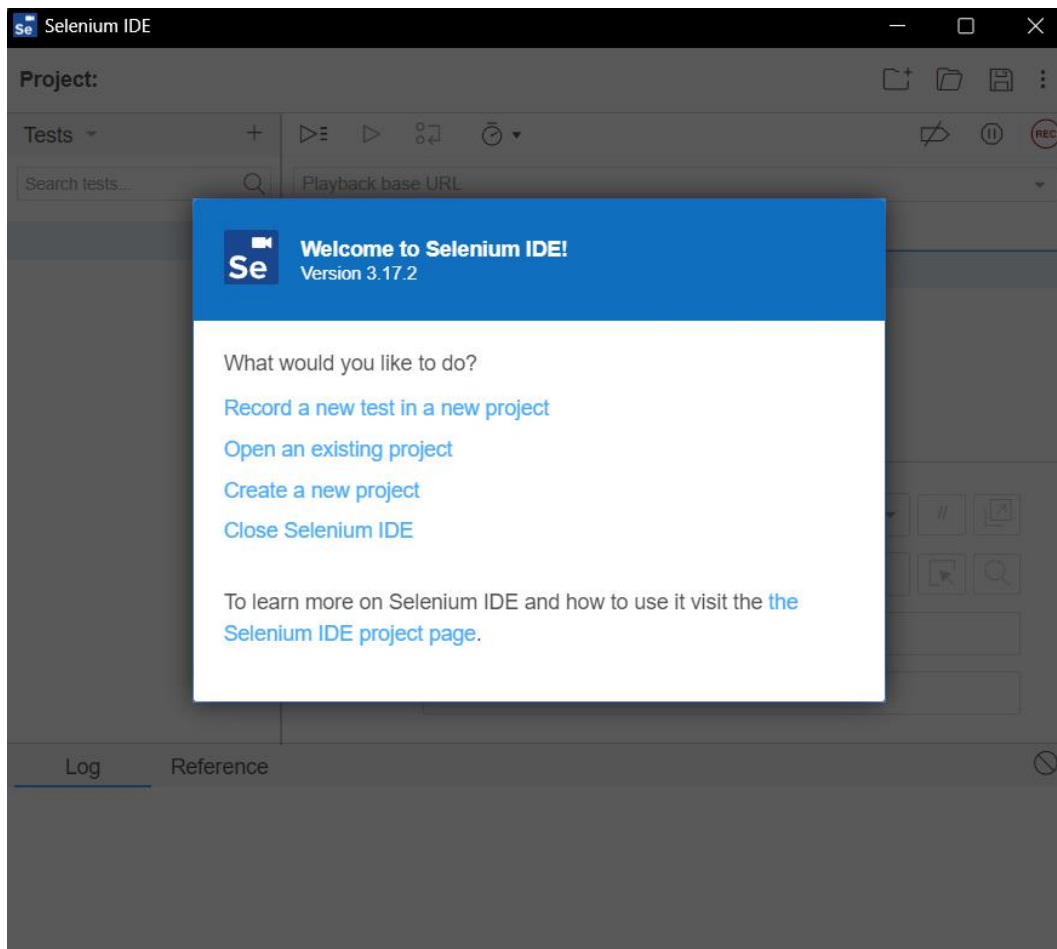 Se Selenium IDE
Project:
Tests
Search tests...
Playback base URL
REC
Se
Welcome to Selenium IDE!
Version 3.17.2
What would you like to do?
Record a new test in a new project
Open an existing project
Create a new project
Close Selenium IDE
To learn more on Selenium IDE and how to use it visit the the
Selenium IDE project page.
//
Log Reference